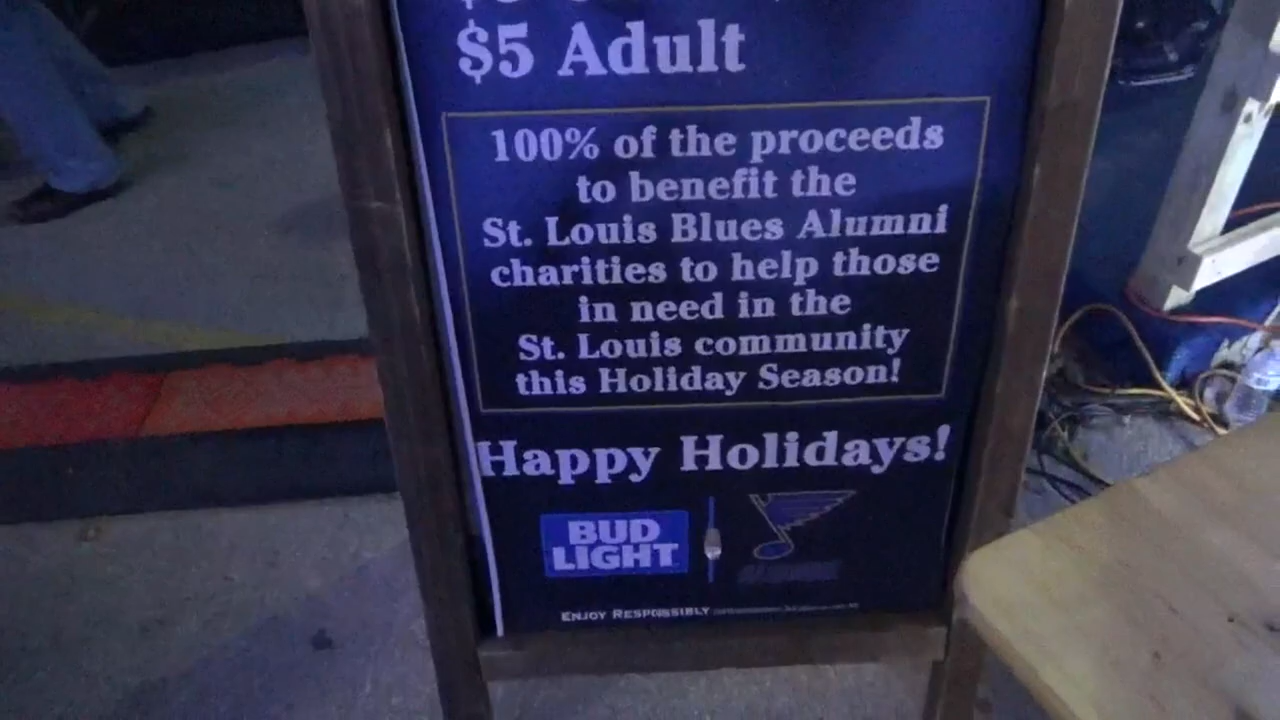 $5 Adult
100% of the proceeds
to benefit the
St. Louis Blues Alumni
charities to help those
in need in the
St. Louis community
this Holiday Season!
Happy Holidays!
BUD
LIGHT
ENJOY RESPONSIBLY